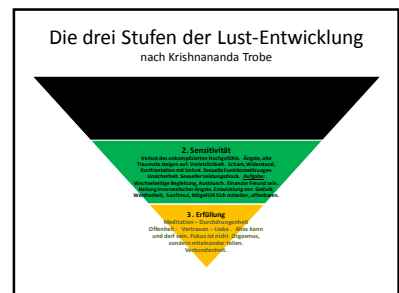 Die drei Stufen der Lust-Entwicklung
nach Krishnananda Trobe
2. Sensitivität
Verlust des unkomplizierten Hochgefühls. Ängste, alte
Traumata steigen auf. Verletzlichkeit. Scham, Widerstand,
Konfrontation mit Unlust. Sexuelle Funktionsstörungen
Unsicherheit. Sexueller Leistungsdruck. Aufgabe:
Wechselseitige Begleitung, Austausch. Einander Freund sein.
Heilung innerseelischer Ängste. Entwicklung von Geduld,
Wertfreiheit, Sanftmut, Mitgefühl Sich mitteilen, offenbaren.
3. Erfüllung
Meditation – Durchdrungenheit
Offenheit - Vertrauen – Liebe . Alles kann
und darf sein. Fokus ist nicht Orgasmus,
sondern miteinander teilen.
Verbundenheit.